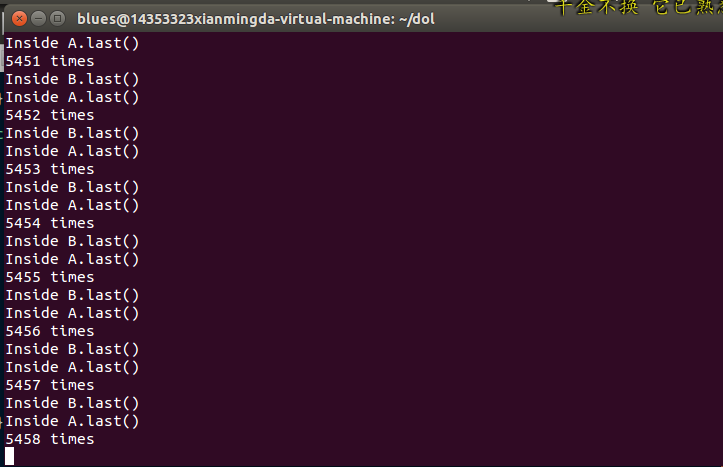 千金不换 它已熟
blues@14353323xianmingda-virtual-machine: ~/dol
Inside A.last()
5451 times
Inside B.last()
Inside A.last()
5452 times
Inside B.last()
Inside A.last()
5453 times
Inside B.last()
Inside A.last()
5454 times
Inside B.last()
Inside A.last()
5455 times
Inside B.last()
Inside A.last()
5456 times
Inside B.last()
Inside A.last()
5457 times
Inside B.last()
Inside A.last()
5458 times